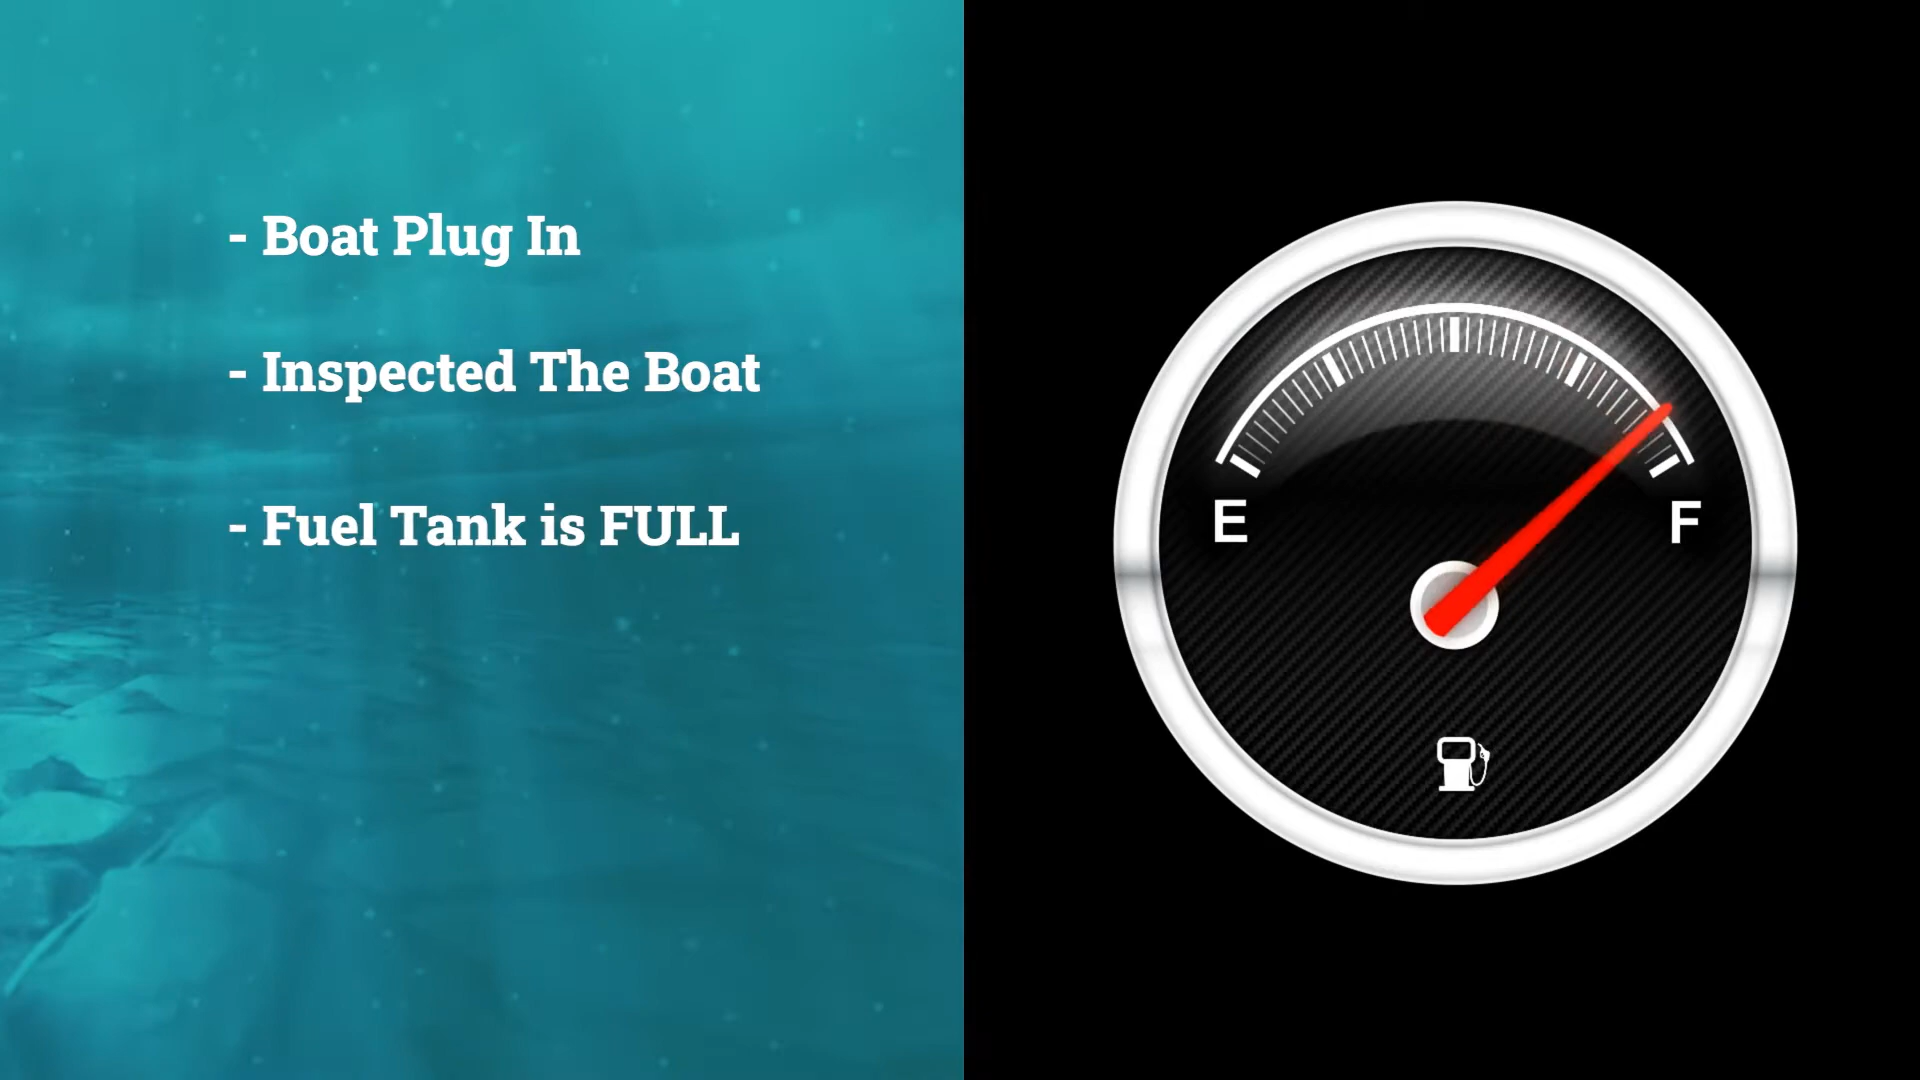 - Boat Plug In
- Inspected The Boat
- Fuel Tank is FULL
E
F